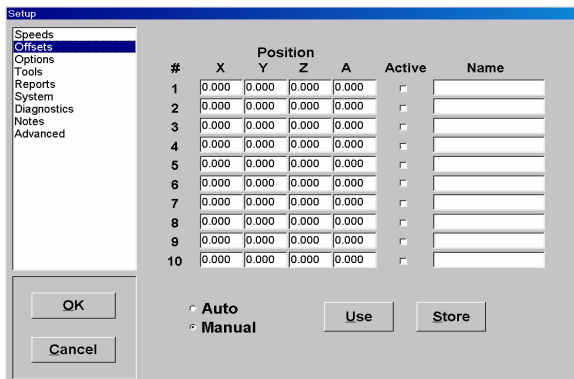 Setup
Speeds
Offsets
Options
Tools
Reports
System
Diagnostics
Notes
Advanced
Position
# X Y Z A Active Name
1 0.000 0.000 0.000 0.000
2 0.000 0.000 0.000 0.000
3 0.000 0.000 0.000 0.000
4 0.000 0.000 0.000 0.000
5 0.000 0.000 0.000 0.000
6 0.000 0.000 0.000 0.000
7 0.000 0.000 0.000 0.000
8 0.000 0.000 0.000 0.000
9 0.000 0.000 0.000 0.000
10 0.000 0.000 0.000 0.000
OK
Cancel
Auto
Manual
Use
Store